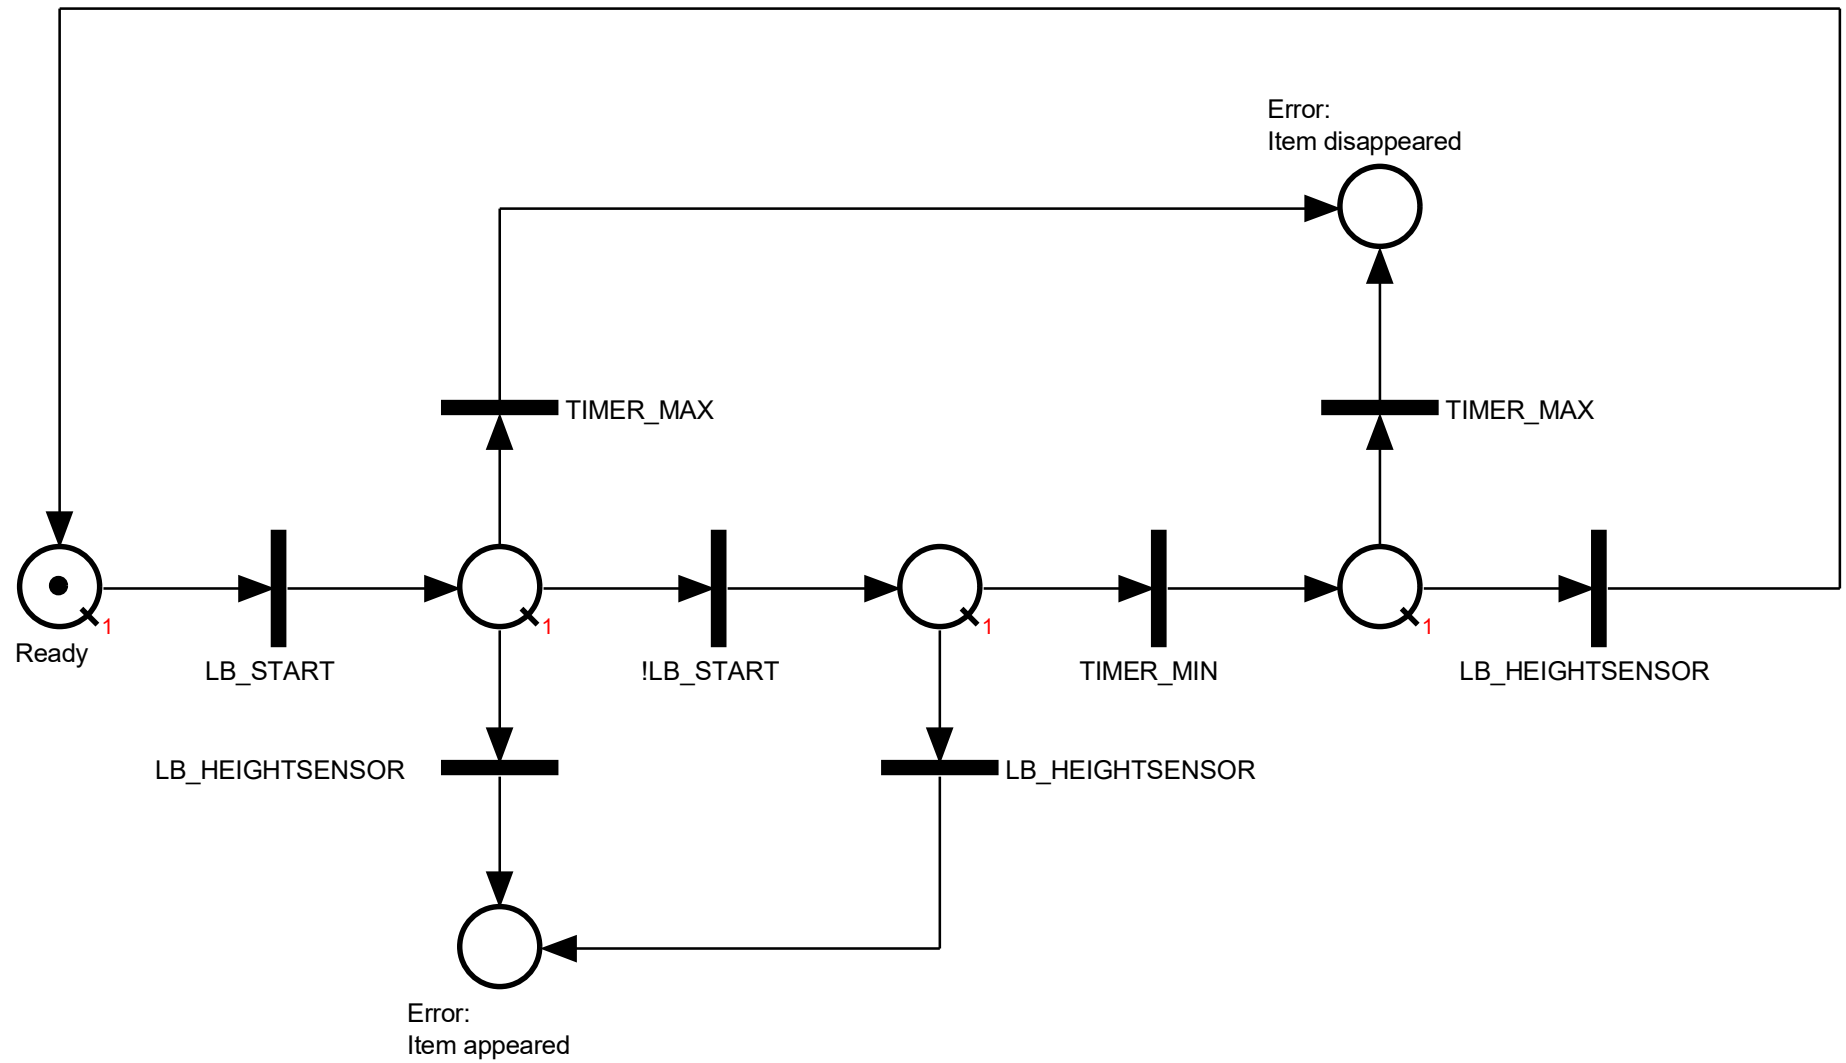 Error:
Item disappeared
TIMER_MAX
TIMER_MAX
1
1
1
1
Ready
LB_START
!LB_START
TIMER_MIN
LB_HEIGHTSENSOR
LB_HEIGHTSENSOR
LB_HEIGHTSENSOR
Error:
Item appeared